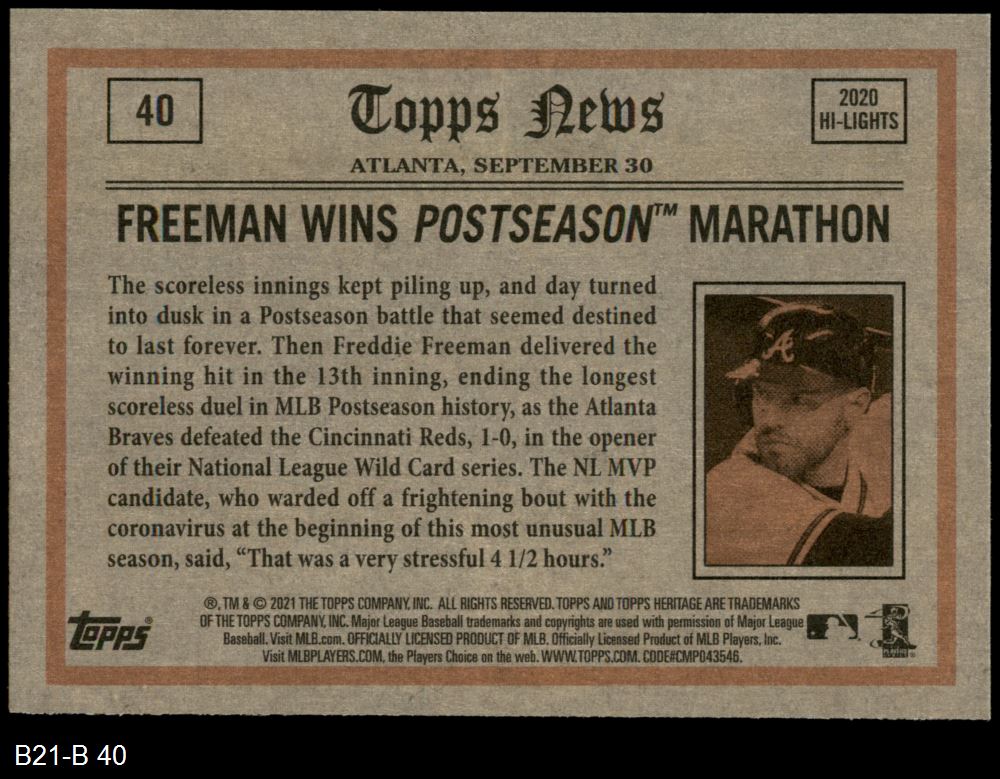 40
Topps News
2020
HI-LIGHTS
ATLANTA, SEPTEMBER 30
FREEMAN WINS POSTSEASON™ MARATHON
The scoreless innings kept piling up, and day turned
into dusk in a Postseason battle that seemed destined
to last forever. Then Freddie Freeman delivered the
winning hit in the 13th inning, ending the longest
scoreless duel in MLB Postseason history, as the Atlanta
Braves defeated the Cincinnati Reds, 1-0, in the opener
of their National League Wild Card series. The NL MVP
candidate, who warded off a frightening bout with the
coronavirus at the beginning of this most unusual MLB
season, said, “That was a very stressful 4 1/2 hours.”
A
topps®
®, TM & © 2021 THE TOPPS COMPANY, INC. ALL RIGHTS RESERVED. TOPPS AND TOPPS HERITAGE ARE TRADEMARKS
OF THE TOPPS COMPANY, INC. Major League Baseball trademarks and copyrights are used with permission of Major League
Baseball. Visit MLB.com. OFFICIALLY LICENSED PRODUCT OF MLB. Officially Licensed Product of MLB Players, Inc.
Visit MLBPLAYERS.COM, the Players Choice on the web. WWW.TOPPS.COM. CODE#CMP043546.
B21-B 40